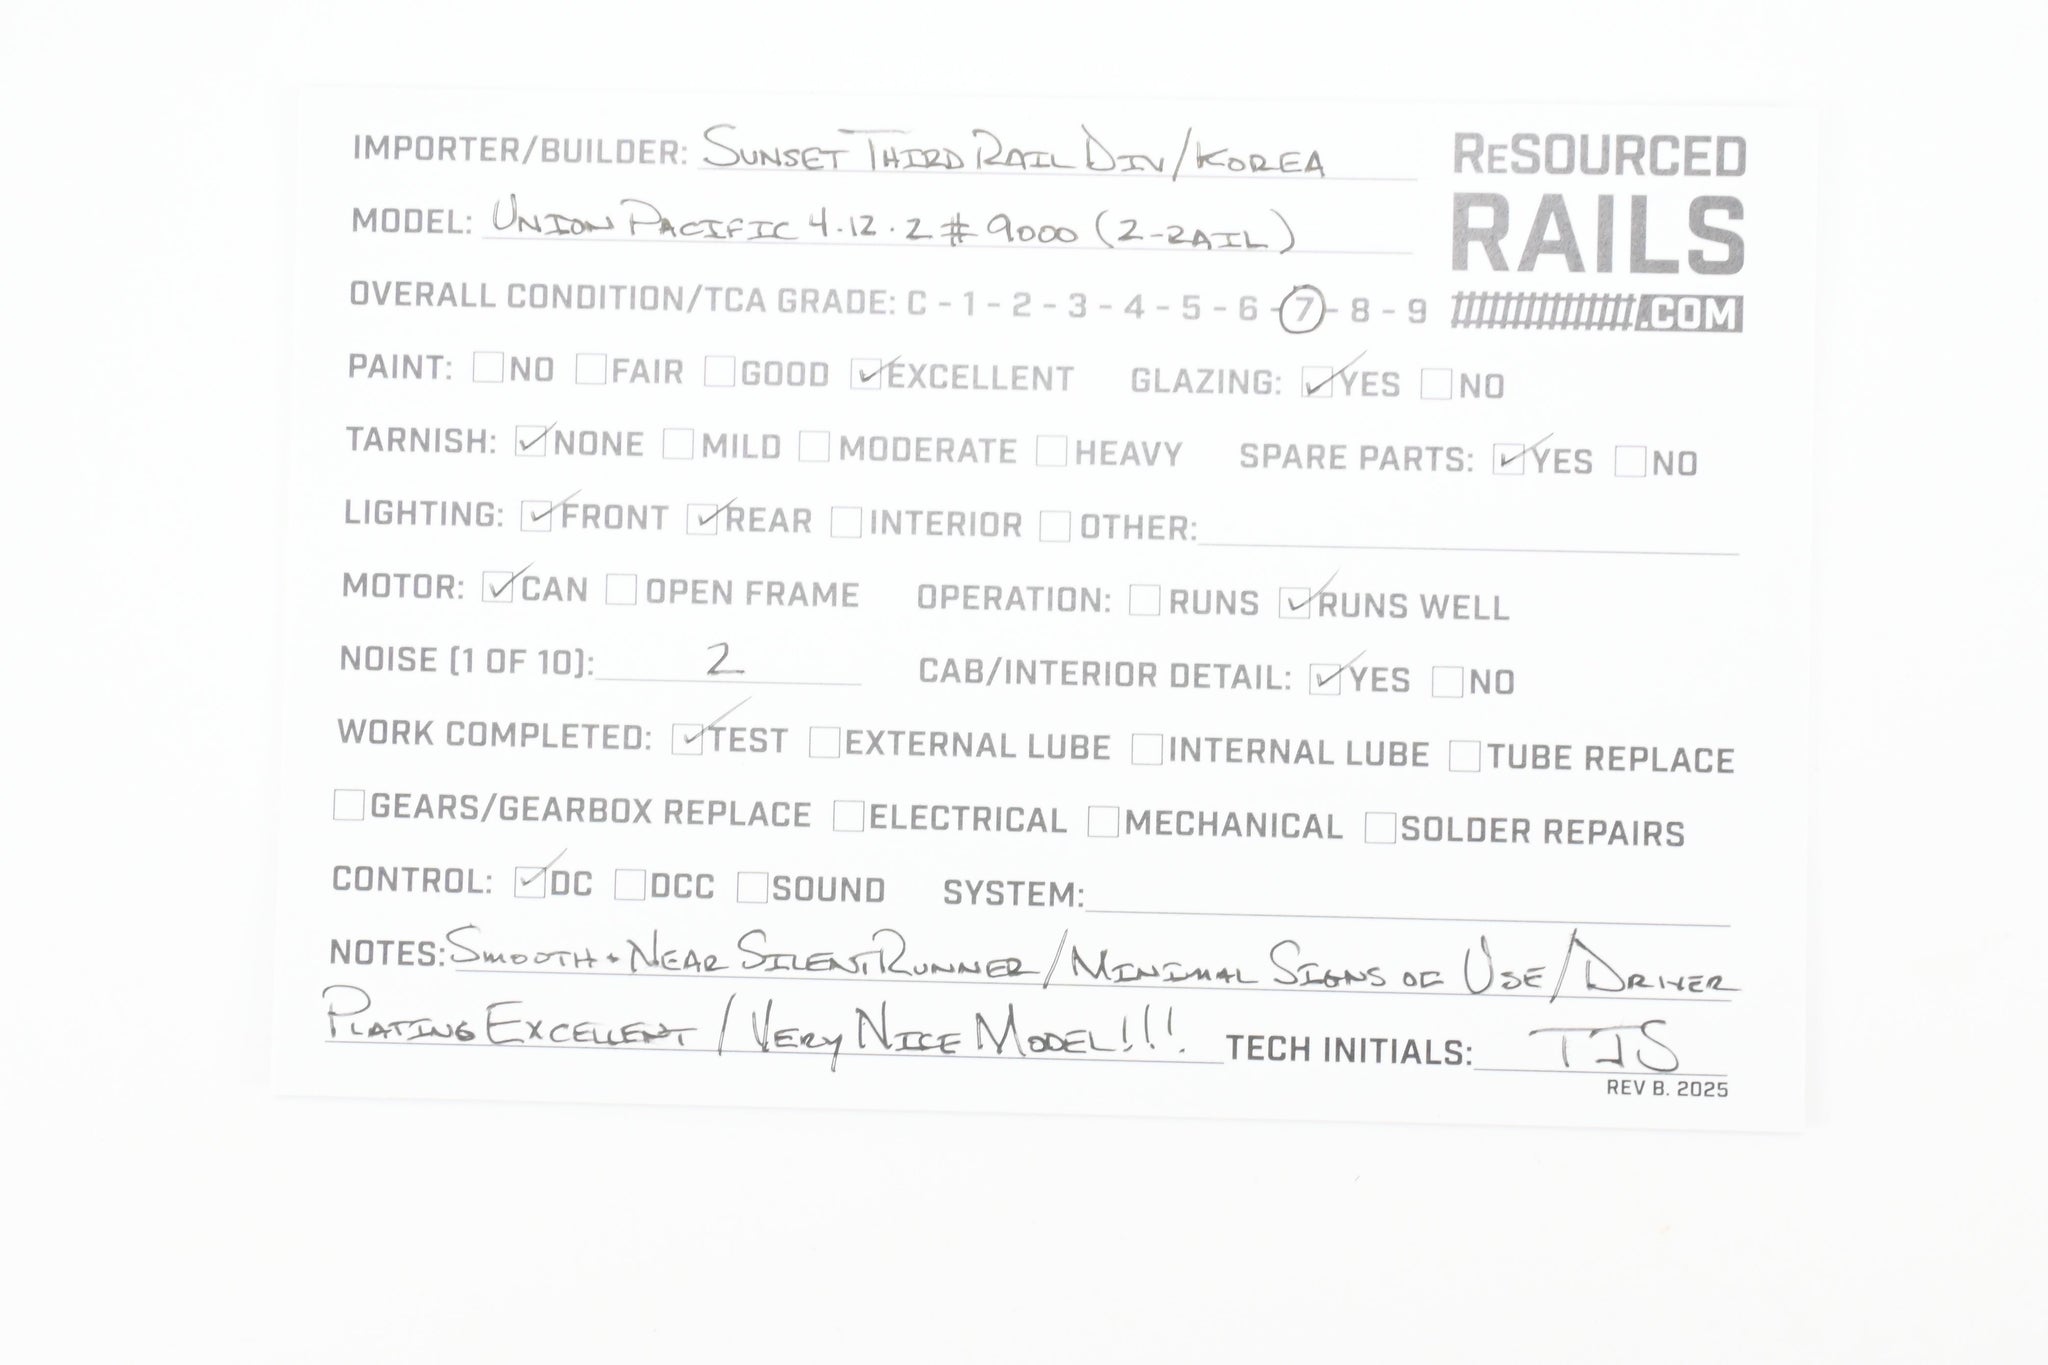 IMPORTER/BUILDER: SUNSET THIRD RAIL DIV/KOREA
RESOURCED
RAILS
.COM
MODEL: UNION PACIFIC 4.12.2 # 9000 (2-RAIL)
OVERALL CONDITION/TCA GRADE: C - 1 - 2 - 3 - 4 - 5 - 6 - 7 - 8 - 9
PAINT: NO FAIR GOOD ✓EXCELLENT GLAZING: ✓YES NO
TARNISH: ✓NONE MILD MODERATE HEAVY SPARE PARTS: ✓YES NO
LIGHTING: ✓FRONT ✓REAR INTERIOR OTHER:
MOTOR: ✓CAN OPEN FRAME OPERATION: RUNS ✓RUNS WELL
NOISE (1 OF 10): 2 CAB/INTERIOR DETAIL: ✓YES NO
WORK COMPLETED: ✓TEST EXTERNAL LUBE INTERNAL LUBE TUBE REPLACE
GEARS/GEARBOX REPLACE ELECTRICAL MECHANICAL SOLDER REPAIRS
CONTROL: ✓DC DCC SOUND SYSTEM:
NOTES: SMOOTH + NEAR SILENT RUNNER/MINIMAL SIGNS OF USE/DRIVER
PLATING EXCELLENT / VERY NICE MODEL!!! TECH INITIALS: TJS
REV B. 2025